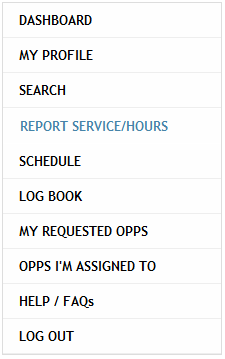 DASHBOARD
MY PROFILE
SEARCH
REPORT SERVICE/HOURS
SCHEDULE
LOG BOOK
MY REQUESTED OPPS
OPPS I'M ASSIGNED TO
HELP / FAQs
LOG OUT